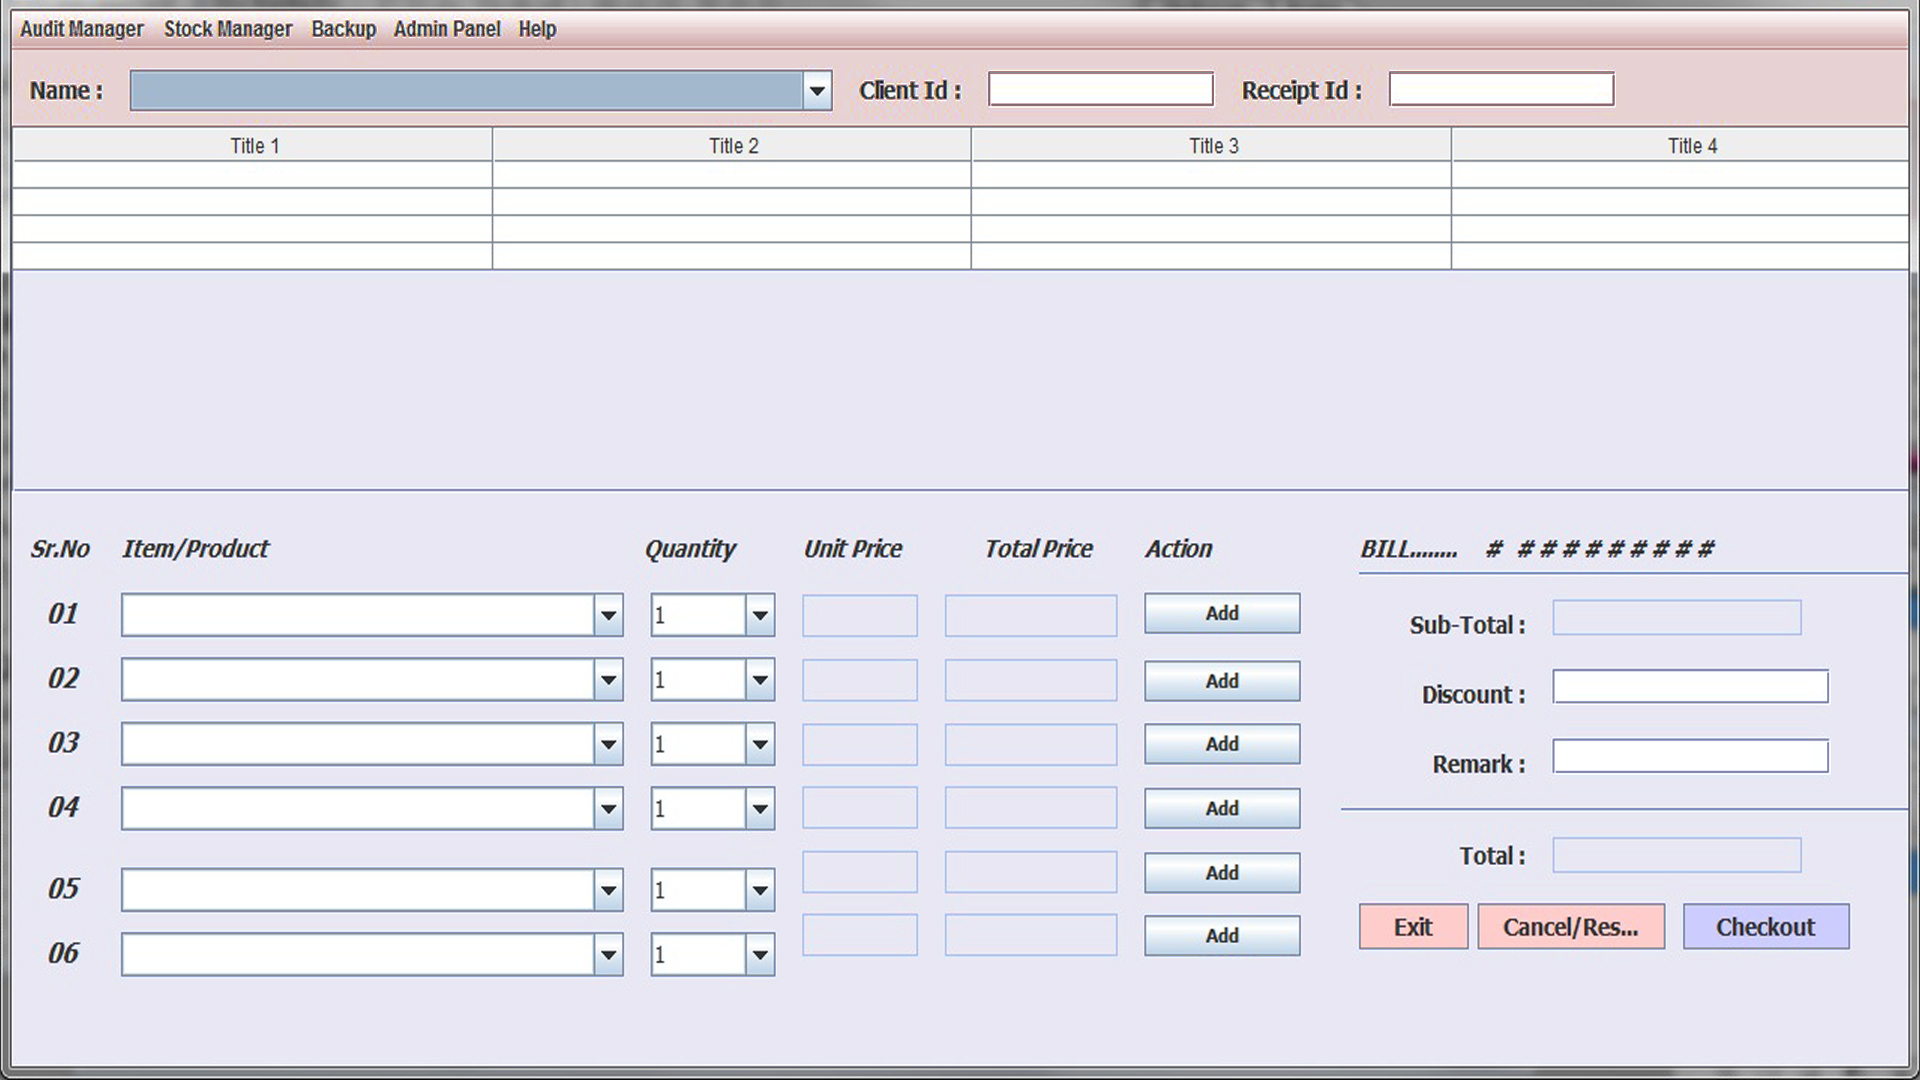 Audit Manager Stock Manager Backup Admin Panel Help
Name : Client Id : Receipt Id :
Title 1 Title 2 Title 3 Title 4
Sr.No Item/Product Quantity Unit Price Total Price Action BILL........ # # # # # # # # # #
01 1 Add
Sub-Total :
02 1 Add
Discount :
03 1 Add
Remark :
04 1 Add
Total :
05 1 Add
06 1 Add
Exit Cancel/Res... Checkout